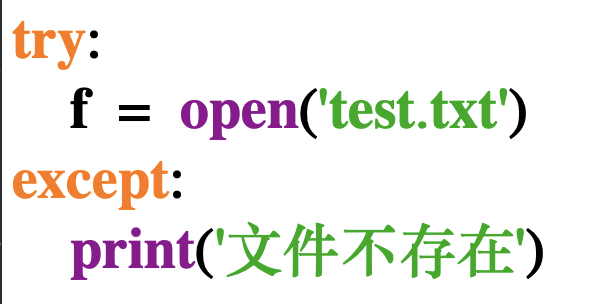 try:
    f = open('test.txt')
except:
    print('文件不存在')